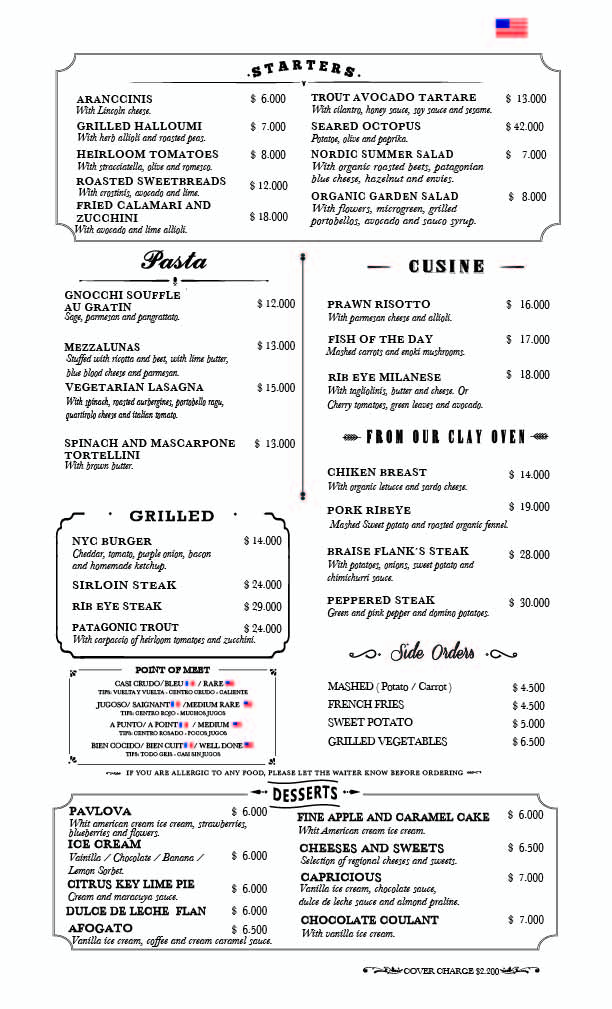 STARTERS
ARANCCINIS $ 6.000
With Lincoln cheese.
GRILLED HALLOUMI $ 7.000
With herb allioli and roasted peas.
HEIRLOOM TOMATOES $ 8.000
With stracciatella, olive and romesco.
ROASTED SWEETBREADS $ 12.000
With crostinis, avocado and lime.
FRIED CALAMARI AND
ZUCCHINI $ 18.000
With avocado and lime allioli.
TROUT AVOCADO TARTARE $ 13.000
With cilantro, honey sauce, soy sauce and sesame.
SEARED OCTOPUS $ 42.000
Potatoe, olive and paprika.
NORDIC SUMMER SALAD $ 7.000
With organic roasted beets, patagonian
blue cheese, hazelnut and envies.
ORGANIC GARDEN SALAD $ 8.000
With flowers, microgreen, grilled
portobellos, avocado and sauco syrup.
Pasta
GNOCCHI SOUFFLE
AU GRATIN $ 12.000
Sage, parmesan and pangrattato.
MEZZALUNAS $ 13.000
Stuffed with ricotta and beet, with lime butter,
blue blood cheese and parmesan.
VEGETARIAN LASAGNA $ 15.000
With spinach, roasted aurbergines, portobello ragu,
quartirolo cheese and italian tomato.
SPINACH AND MASCARPONE $ 13.000
TORTELLINI
With brown butter.
CUSINE
PRAWN RISOTTO $ 16.000
With parmesan cheese and allioli.
FISH OF THE DAY $ 17.000
Mashed carrots and enoki mushrooms.
RIB EYE MILANESE $ 18.000
With tagliolinis, butter and cheese. Or
Cherry tomatoes, green leaves and avocado.
FROM OUR CLAY OVEN
CHIKEN BREAST $ 14.000
With organic letucce and sardo cheese.
PORK RIBEYE $ 19.000
Mashed Sweet potato and roasted organic fennel.
BRAISE FLANK'S STEAK $ 28.000
With potatoes, onions, sweet potato and
chimichurri sauce.
PEPPERED STEAK $ 30.000
Green and pink pepper and domino potatoes.
GRILLED
NYC BURGER $ 14.000
Cheddar, tomato, purple onion, bacon
and homemade ketchup.
SIRLOIN STEAK $ 24.000
RIB EYE STEAK $ 29.000
PATAGONIC TROUT $ 24.000
With carpaccio of heirloom tomatoes and zucchini.
POINT OF MEET
CASI CRUDO/BLEU / RARE
TIPS: VUELTA Y VUELTA - CENTRO CRUDO - CALIENTE
JUGOSO/ SAIGNANT /MEDIUM RARE
TIPS: CENTRO ROJO - MUCHOS JUGOS
A PUNTO/ A POINT / MEDIUM
TIPS: CENTRO ROSADO - POCOS JUGOS
BIEN COCIDO/ BIEN CUIT / WELL DONE
TIPS: TODO GRIS - CASI SIN JUGOS
Side Orders
MASHED ( Potato / Carrot ) $ 4.500
FRENCH FRIES $ 4.500
SWEET POTATO $ 5.000
GRILLED VEGETABLES $ 6.500
IF YOU ARE ALLERGIC TO ANY FOOD, PLEASE LET THE WAITER KNOW BEFORE ORDERING
DESSERTS
PAVLOVA $ 6.000
Whit american cream ice cream, strawberries,
blueberries and flowers.
ICE CREAM
Vainilla / Chocolate / Banana / $ 6.000
Lemon Sorbet.
CITRUS KEY LIME PIE $ 6.000
Cream and maracuya sauce.
DULCE DE LECHE FLAN $ 6.000
AFOGATO $ 6.500
Vanilla ice cream, coffee and cream caramel sauce.
FINE APPLE AND CARAMEL CAKE $ 6.000
Whit American cream ice cream.
CHEESES AND SWEETS $ 6.500
Selection of regional cheeses and sweets.
CAPRICIOUS $ 7.000
Vanilla ice cream, chocolate sauce,
dulce de leche sauce and almond praline.
CHOCOLATE COULANT $ 7.000
With vanilla ice cream.
COVER CHARGE $2.200